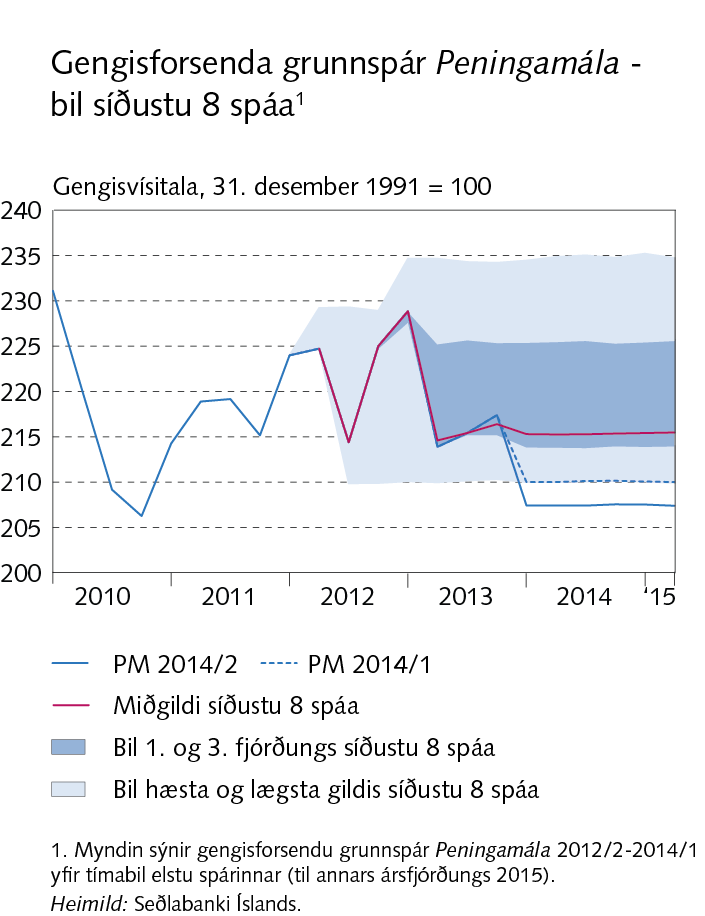 Gengisforsenda grunnspár Peningamála -
bil síðustu 8 spáa¹
Gengisvísitala, 31. desember 1991 = 100
240
235
230
225
220
215
210
205
200
2010 2011 2012 2013 2014 '15
PM 2014/2 PM 2014/1
Miðgildi síðustu 8 spáa
Bil 1. og 3. fjórðungs síðustu 8 spáa
Bil hæsta og lægsta gildis síðustu 8 spáa
1. Myndin sýnir gengisforsendu grunnspár Peningamála 2012/2-2014/1
yfir tímabil elstu spárinnar (til annars ársfjórðungs 2015).
Heimild: Seðlabanki Íslands.